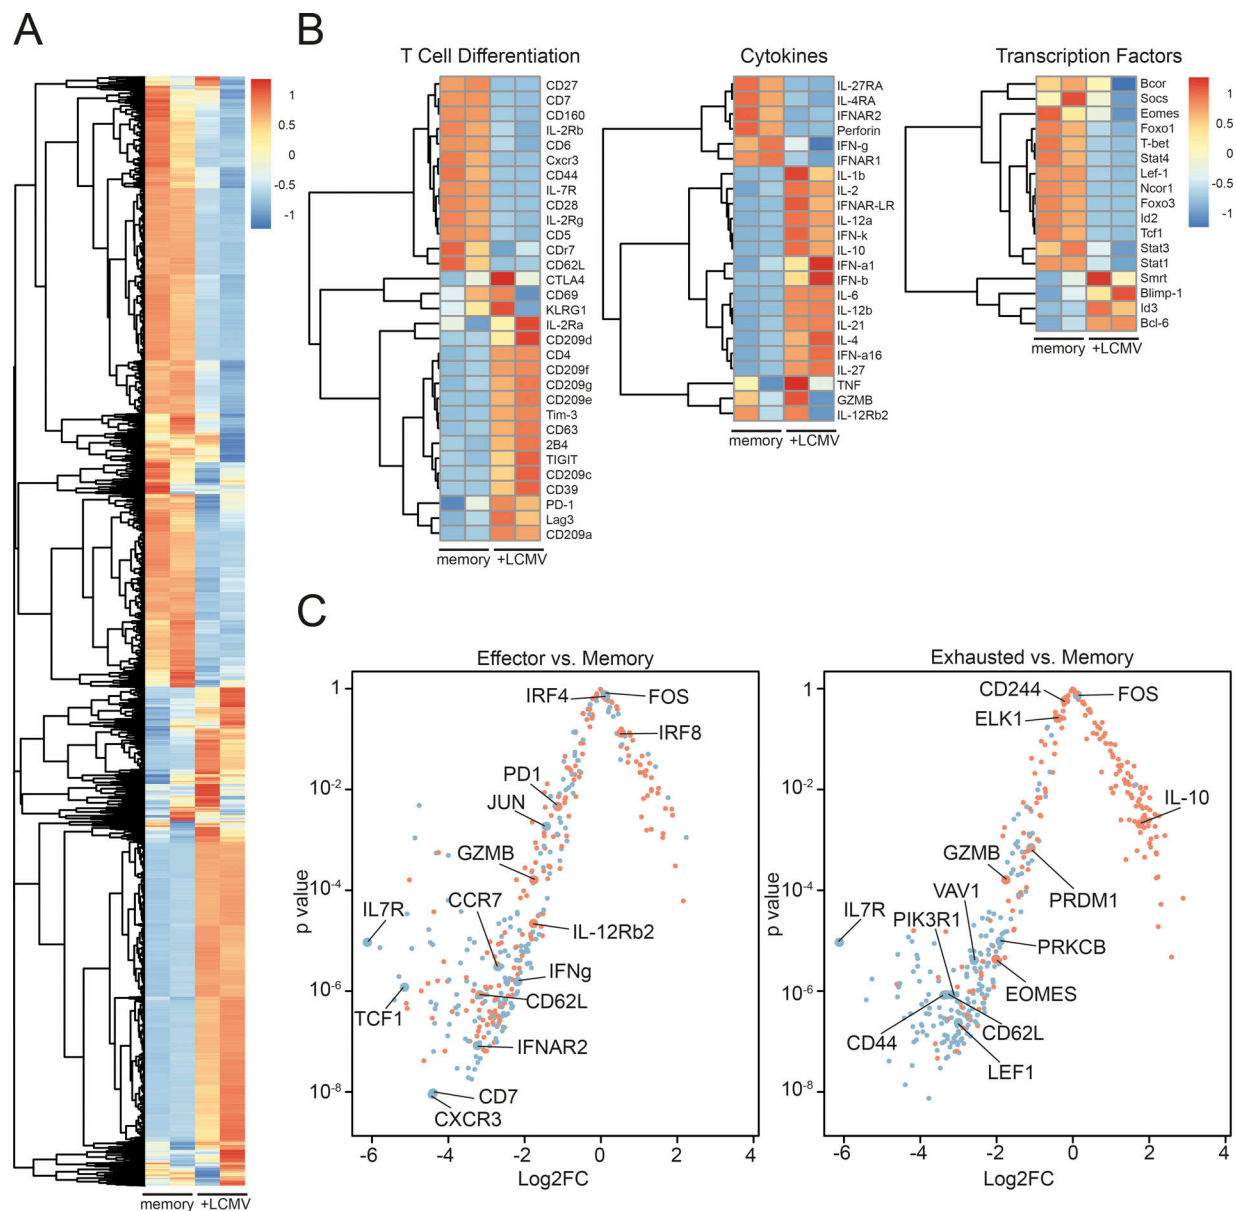 A
B
T Cell Differentiation
Cytokines
Transcription Factors
1
0.5
0
-0.5
-1
CD27
CD7
CD160
IL-2Rb
CD6
Cxcr3
CD44
IL-7R
CD28
IL-2Rg
CD5
CDr7
CD62L
CTLA4
CD69
KLRG1
IL-2Ra
CD209d
CD4
CD209f
CD209g
CD209e
Tim-3
CD63
2B4
TIGIT
CD209c
CD39
PD-1
Lag3
CD209a
memory +LCMV
IL-27RA
IL-4RA
IFNAR2
Perforin
IFN-g
IFNAR1
IL-1b
IL-2
IFNAR-LR
IL-12a
IFN-k
IL-10
IFN-a1
IFN-b
IL-6
IL-12b
IL-21
IL-4
IFN-a16
IL-27
TNF
GZMB
IL-12Rb2
memory +LCMV
Bcor
Socs
Eomes
Foxo1
T-bet
Stat4
Lef-1
Ncor1
Foxo3
Id2
Tcf1
Stat3
Stat1
Smrt
Blimp-1
Id3
Bcl-6
memory +LCMV
1
0.5
0
-0.5
-1
memory +LCMV
C
Effector vs. Memory
1
10-2
10-4
10-6
10-8
p value
IRF4
FOS
IRF8
PD1
JUN
GZMB
CCR7
IL7R
IL-12Rb2
IFNg
CD62L
TCF1
IFNAR2
CD7
CXCR3
-6 -4 -2 0 2 4
Log2FC
Exhausted vs. Memory
1
10-2
10-4
10-6
10-8
p value
CD244
FOS
ELK1
IL-10
GZMB
VAV1
PRDM1
IL7R
PIK3R1
PRKCB
EOMES
CD44
CD62L
LEF1
-6 -4 -2 0 2 4
Log2FC